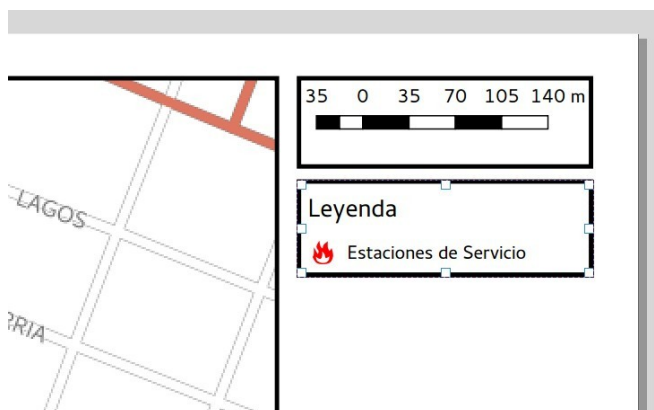 35 0 35 70 105 140 m
LAGOS
Leyenda
Estaciones de Servicio
RRIA